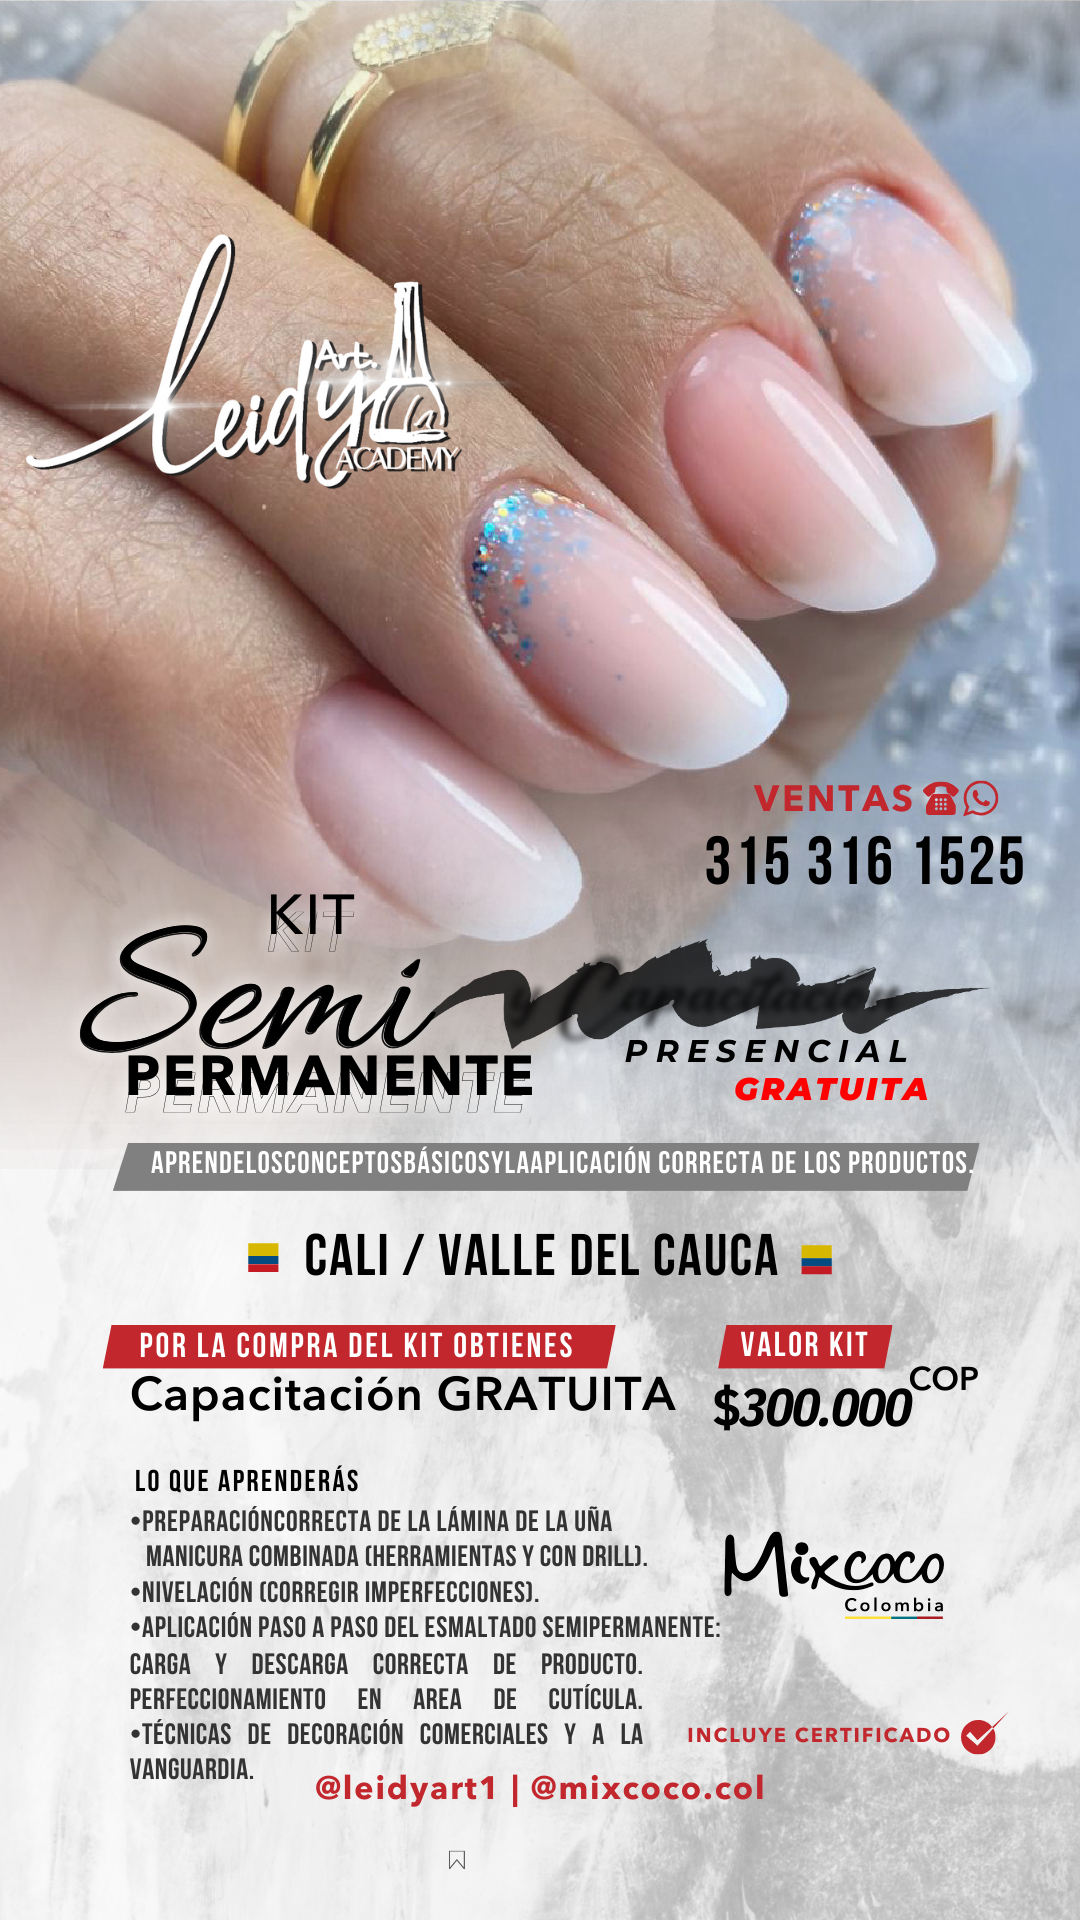 Leidy
Art.
ACADEMY
VENTAS
315 316 1525
KIT
Semi
PERMANENTE
y Capacitación
PRESENCIAL
GRATUITA
APRENDELOSCONCEPTOSBÁSICOSYLAAPLICACIÓN CORRECTA DE LOS PRODUCTOS.
CALI / VALLE DEL CAUCA
POR LA COMPRA DEL KIT OBTIENES
Capacitación GRATUITA
VALOR KIT
$300.000 COP
LO QUE APRENDERÁS
•PREPARACIÓNCORRECTA DE LA LÁMINA DE LA UÑA
MANICURA COMBINADA (HERRAMIENTAS Y CON DRILL).
•NIVELACIÓN (CORREGIR IMPERFECCIONES).
•APLICACIÓN PASO A PASO DEL ESMALTADO SEMIPERMANENTE:
CARGA Y DESCARGA CORRECTA DE PRODUCTO.
PERFECCIONAMIENTO EN AREA DE CUTÍCULA.
•TÉCNICAS DE DECORACIÓN COMERCIALES Y A LA
VANGUARDIA.
Mixcoco
Colombia
INCLUYE CERTIFICADO
@leidyart1 | @mixcoco.col